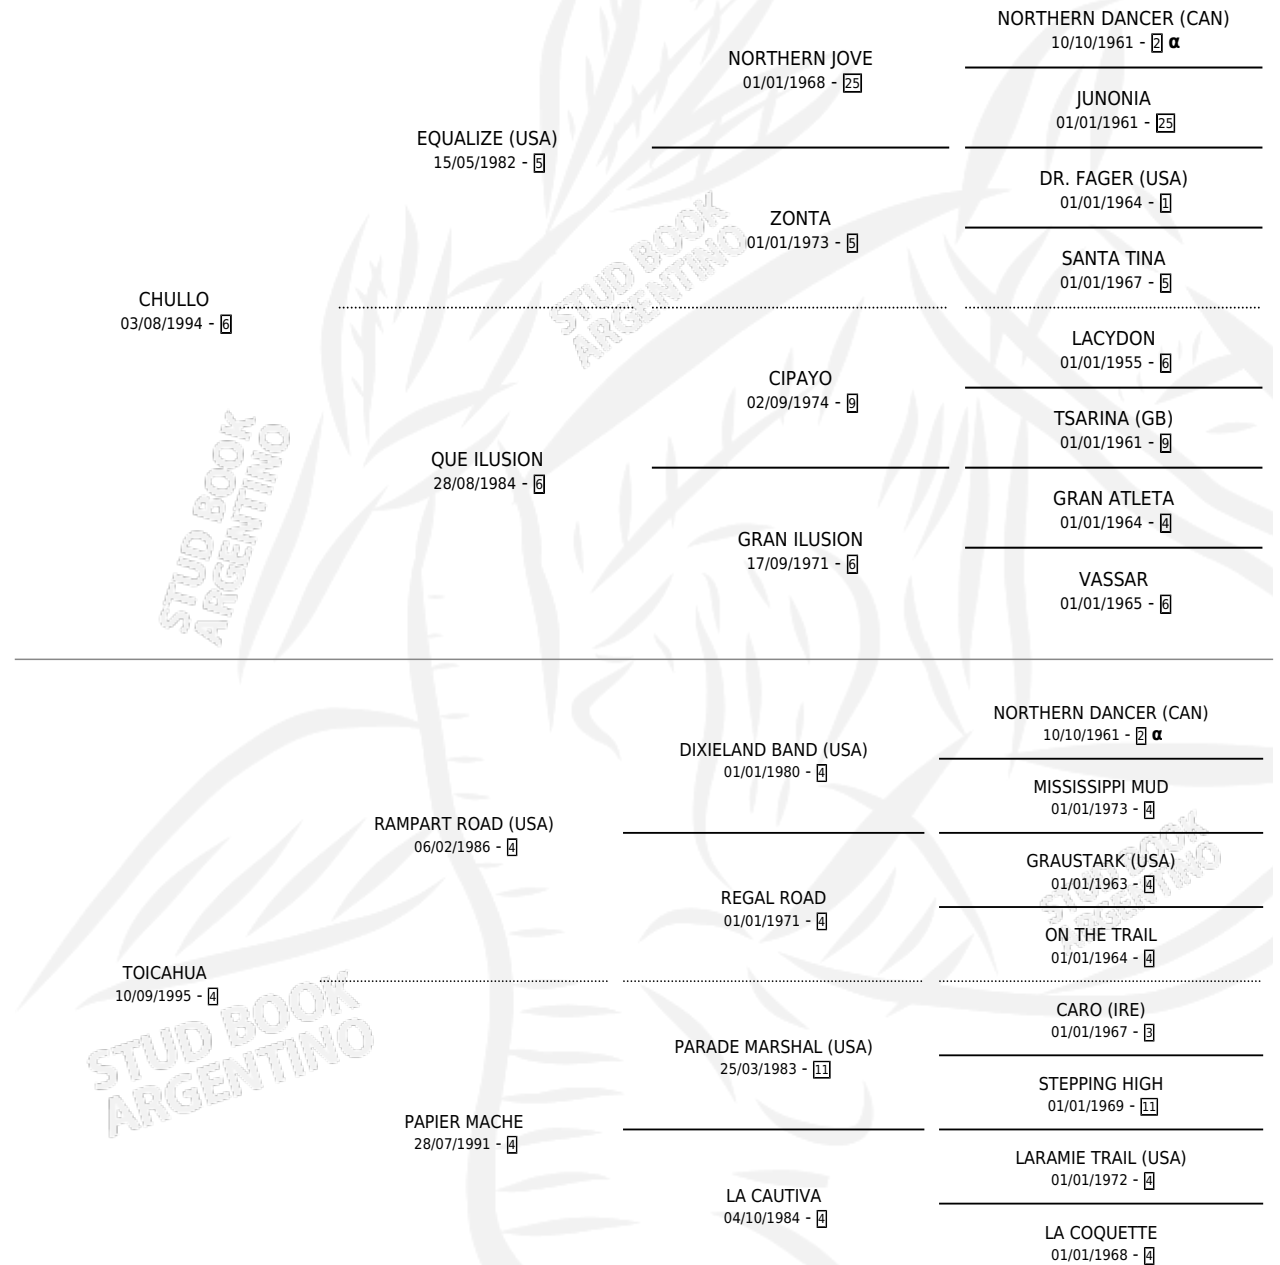 NORTHERN DANCER (CAN)
10/10/1961 - 2 α
NORTHERN JOVE
01/01/1968 - 25
JUNONIA
01/01/1961 - 25
EQUALIZE (USA)
15/05/1982 - 5
DR. FAGER (USA)
01/01/1964 - 1
ZONTA
01/01/1973 - 5
SANTA TINA
01/01/1967 - 5
CHULLO
03/08/1994 - 6
LACYDON
01/01/1955 - 6
CIPAYO
02/09/1974 - 9
TSARINA (GB)
01/01/1961 - 9
QUE ILUSION
28/08/1984 - 6
GRAN ATLETA
01/01/1964 - 4
GRAN ILUSION
17/09/1971 - 6
VASSAR
01/01/1965 - 6
STUD BOOK
ARGENTINO
STUD BOOK
ARGENTINO
NORTHERN DANCER (CAN)
10/10/1961 - 2 α
DIXIELAND BAND (USA)
01/01/1980 - 4
MISSISSIPPI MUD
01/01/1973 - 4
RAMPART ROAD (USA)
06/02/1986 - 4
GRAUSTARK (USA)
01/01/1963 - 4
REGAL ROAD
01/01/1971 - 4
ON THE TRAIL
01/01/1964 - 4
TOICAHUA
10/09/1995 - 4
CARO (IRE)
01/01/1967 - 3
PARADE MARSHAL (USA)
25/03/1983 - 11
STEPPING HIGH
01/01/1969 - 11
PAPIER MACHE
28/07/1991 - 4
LARAMIE TRAIL (USA)
01/01/1972 - 4
LA CAUTIVA
04/10/1984 - 4
LA COQUETTE
01/01/1968 - 4
STUD BOOK
ARGENTINO
STUD BOOK
ARGENTINO